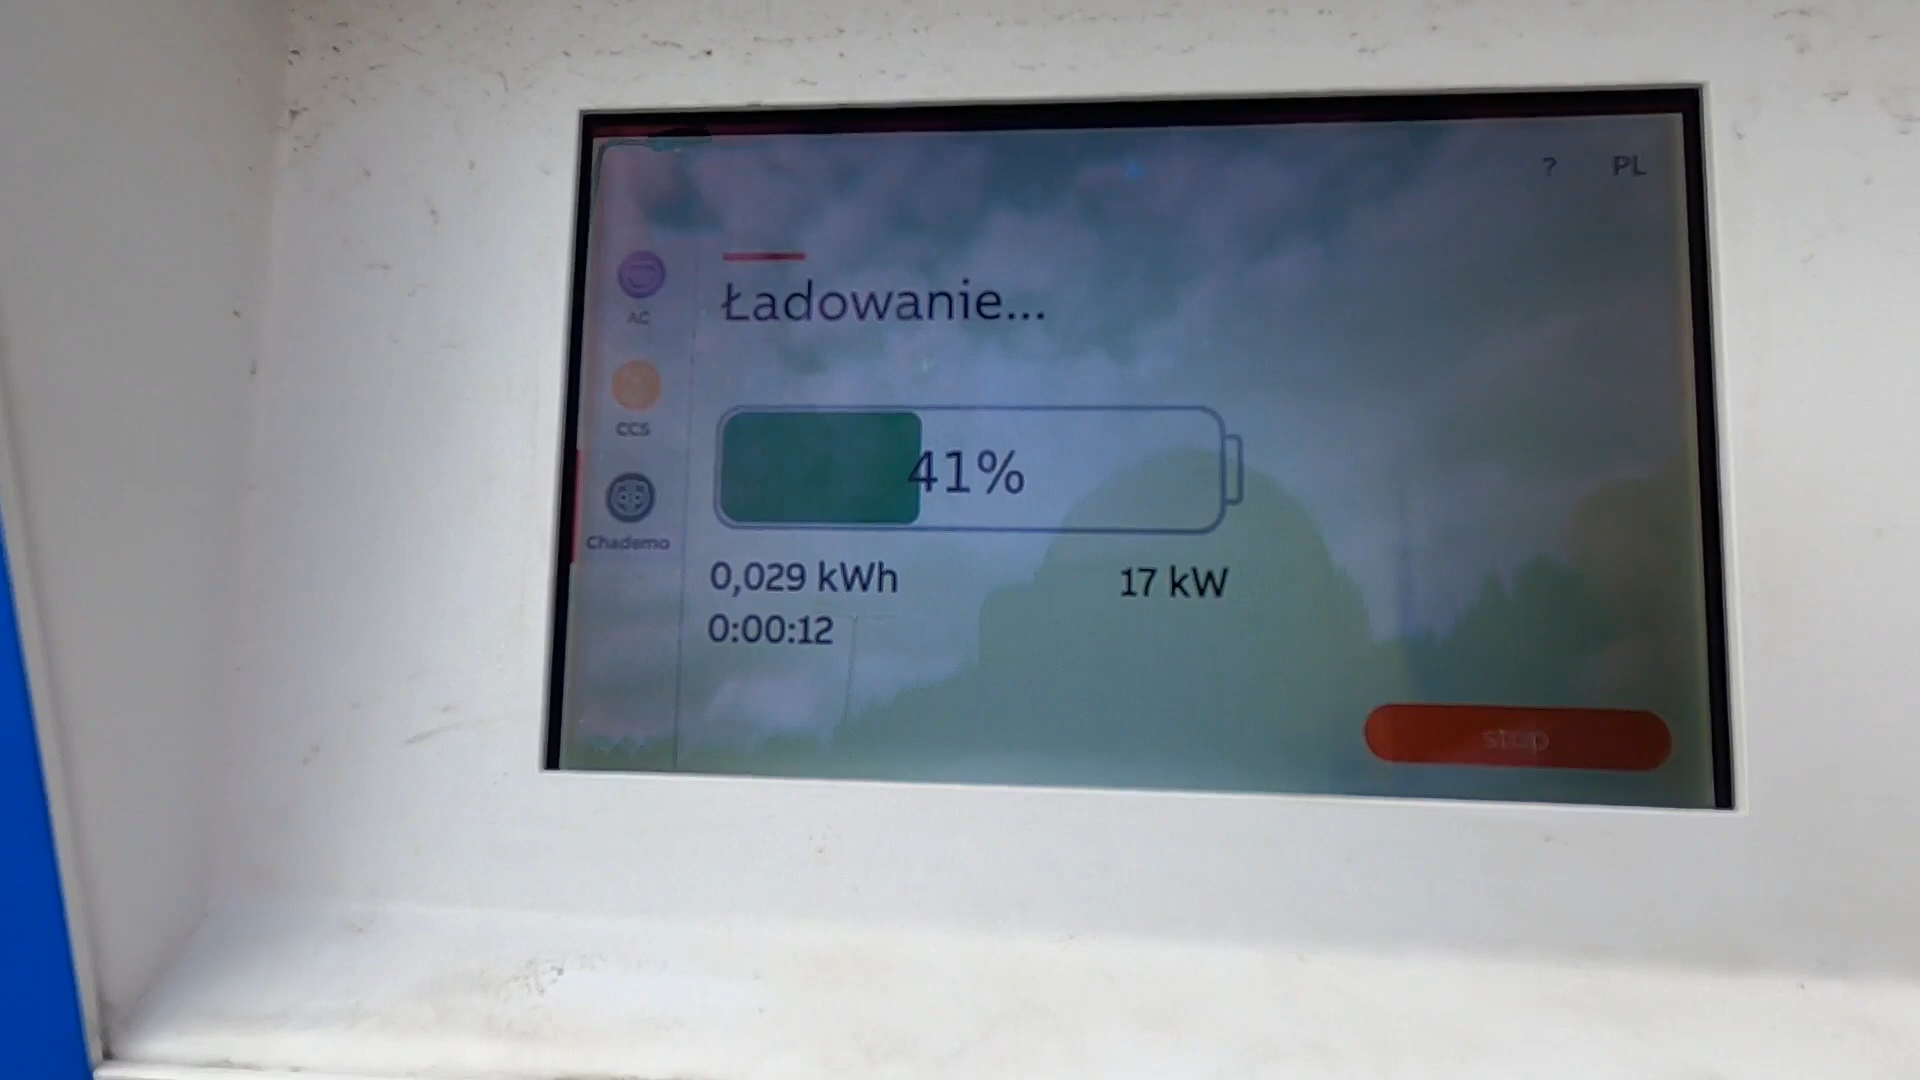 ? PL
AC
Ładowanie...
CCS
41%
Chademo
0,029 kWh 17 kW
0:00:12
stop